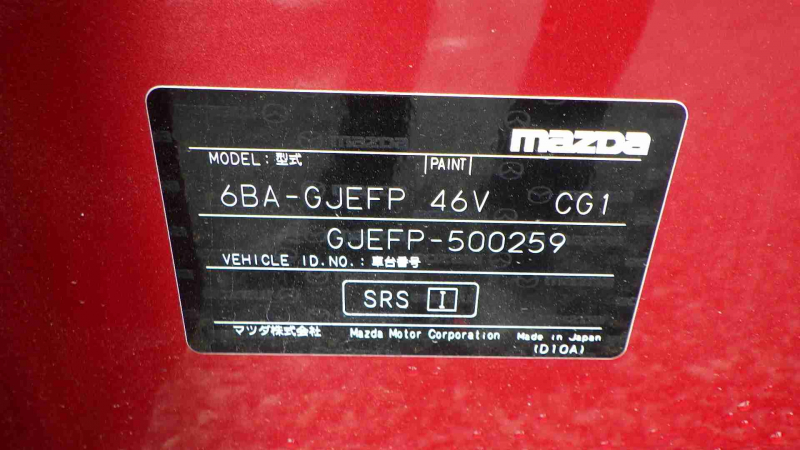 mazda
MODEL: 型式 PAINT
6BA-GJEFP 46V CG1
GJEFP-500259
VEHICLE ID.NO.: 車台番号
SRS I
マツダ株式会社 Mazda Motor Corporation Made in Japan
(D10A)